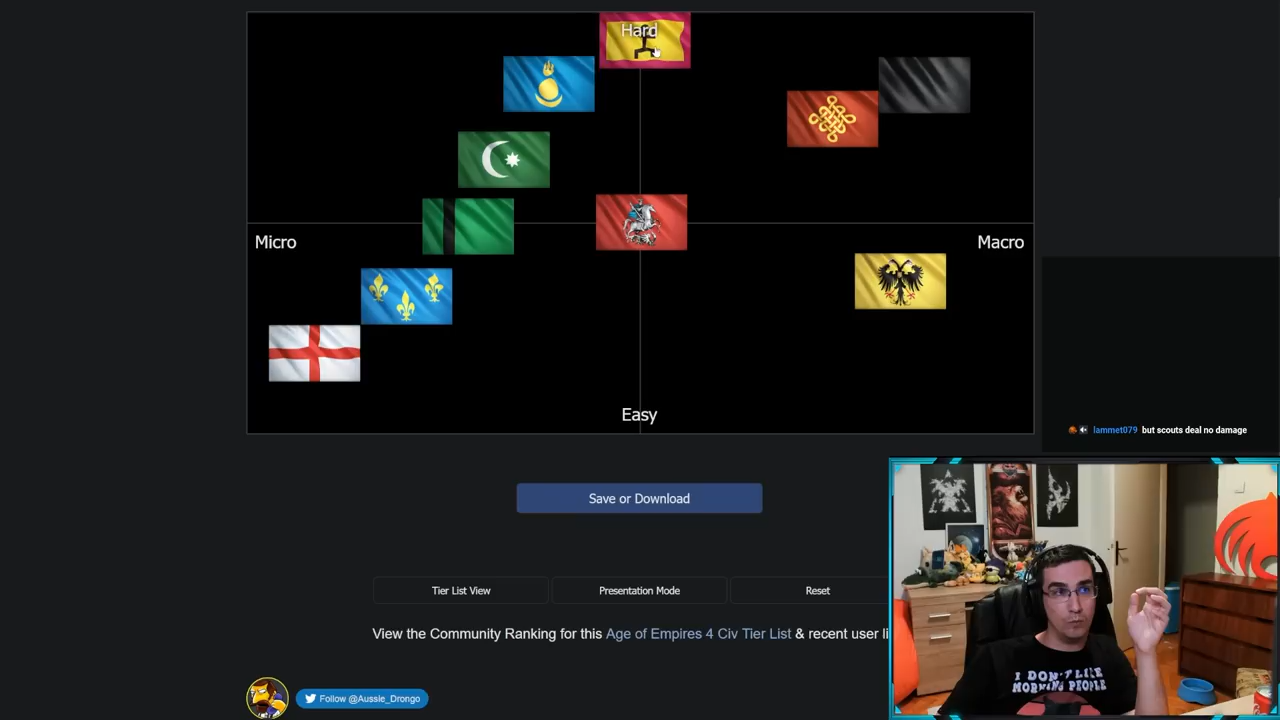 Hard
Micro
Macro
Easy
lammet079 but scouts deal no damage
Save or Download
Tier List View
Presentation Mode
Reset
View the Community Ranking for this Age of Empires 4 Civ Tier List & recent user li
Follow @Aussie_Drongo
I DON'T LIKE
MORNING PEOPLE